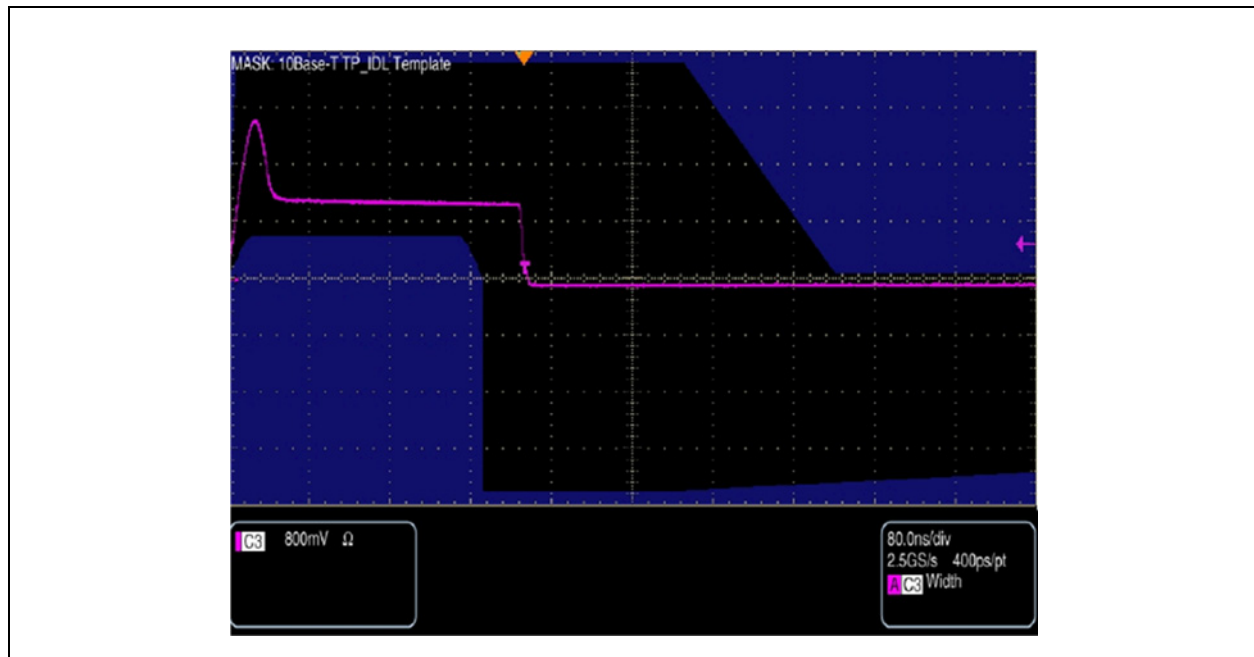 MASK: 10Base-T TP_IDL Template
T
C3 800mV Ω
80.0ns/div
2.5GS/s 400ps/pt
A C3 Width